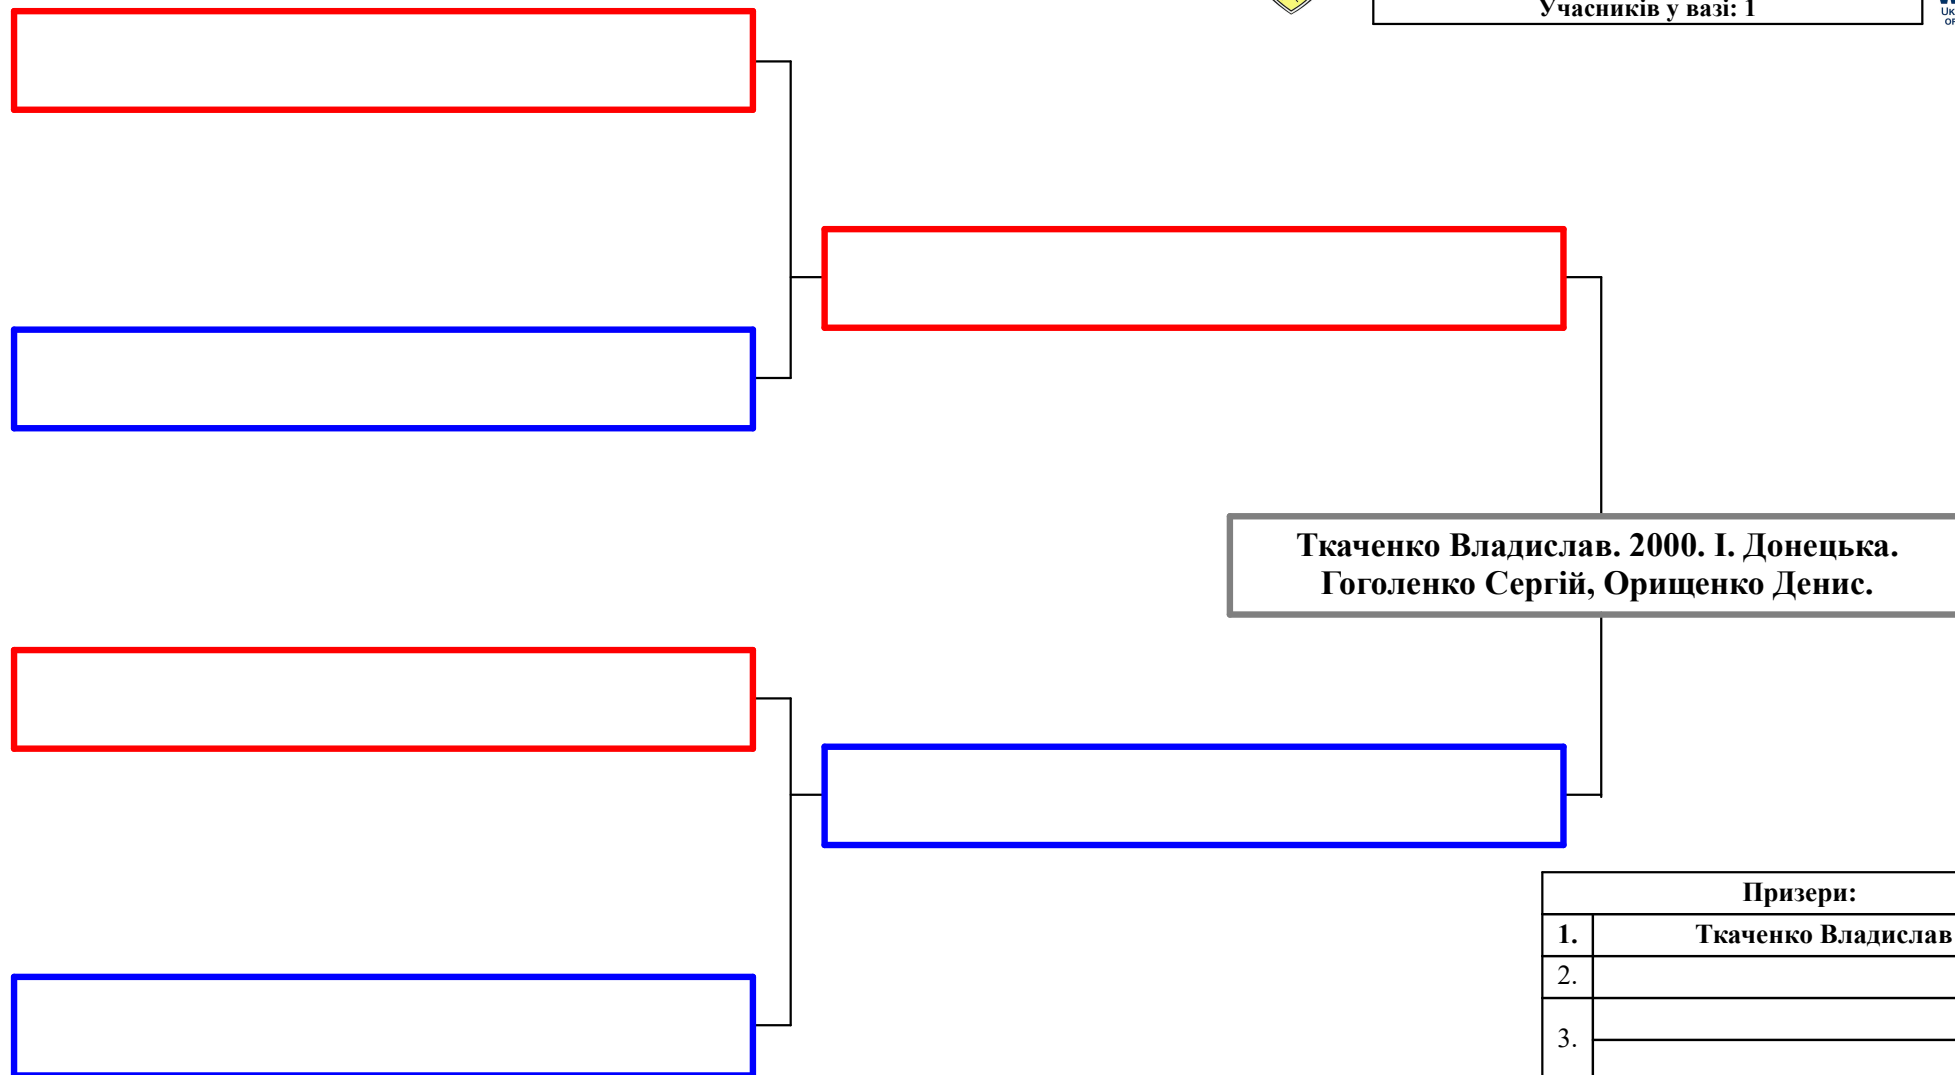 Учасників у вазі: 1
Ткаченко Владислав. 2000. І. Донецька.
Гоголенко Сергій, Орищенко Денис.
Призери:
1. Ткаченко Владислав
2.
3.